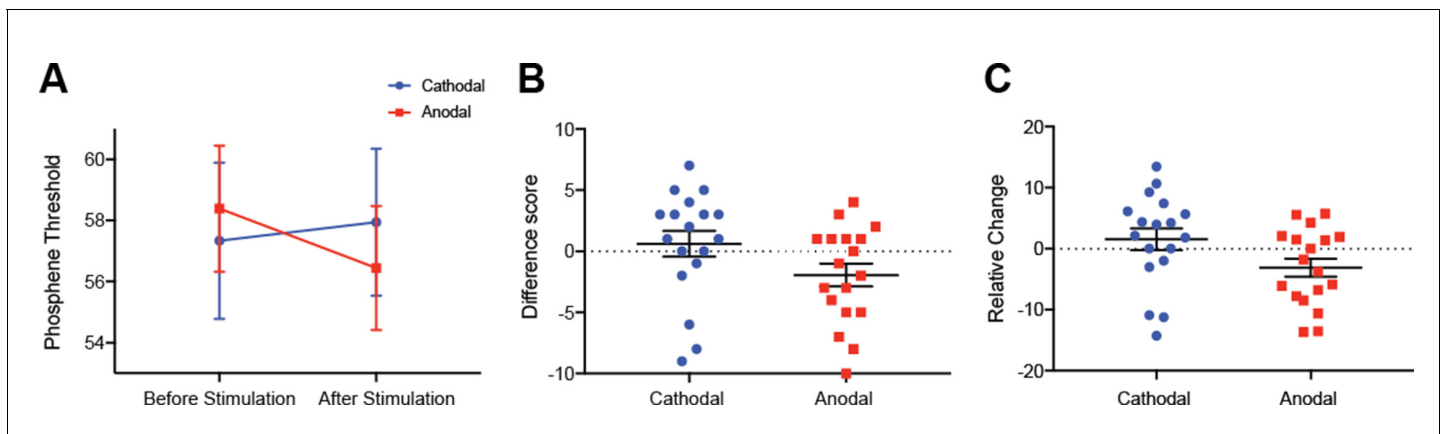 A
Cathodal
Anodal
Phosphene Threshold
60
58
56
54
Before Stimulation After Stimulation
B
Difference score
10
5
0
-5
-10
Cathodal Anodal
C
Relative Change
20
10
0
-10
-20
Cathodal Anodal